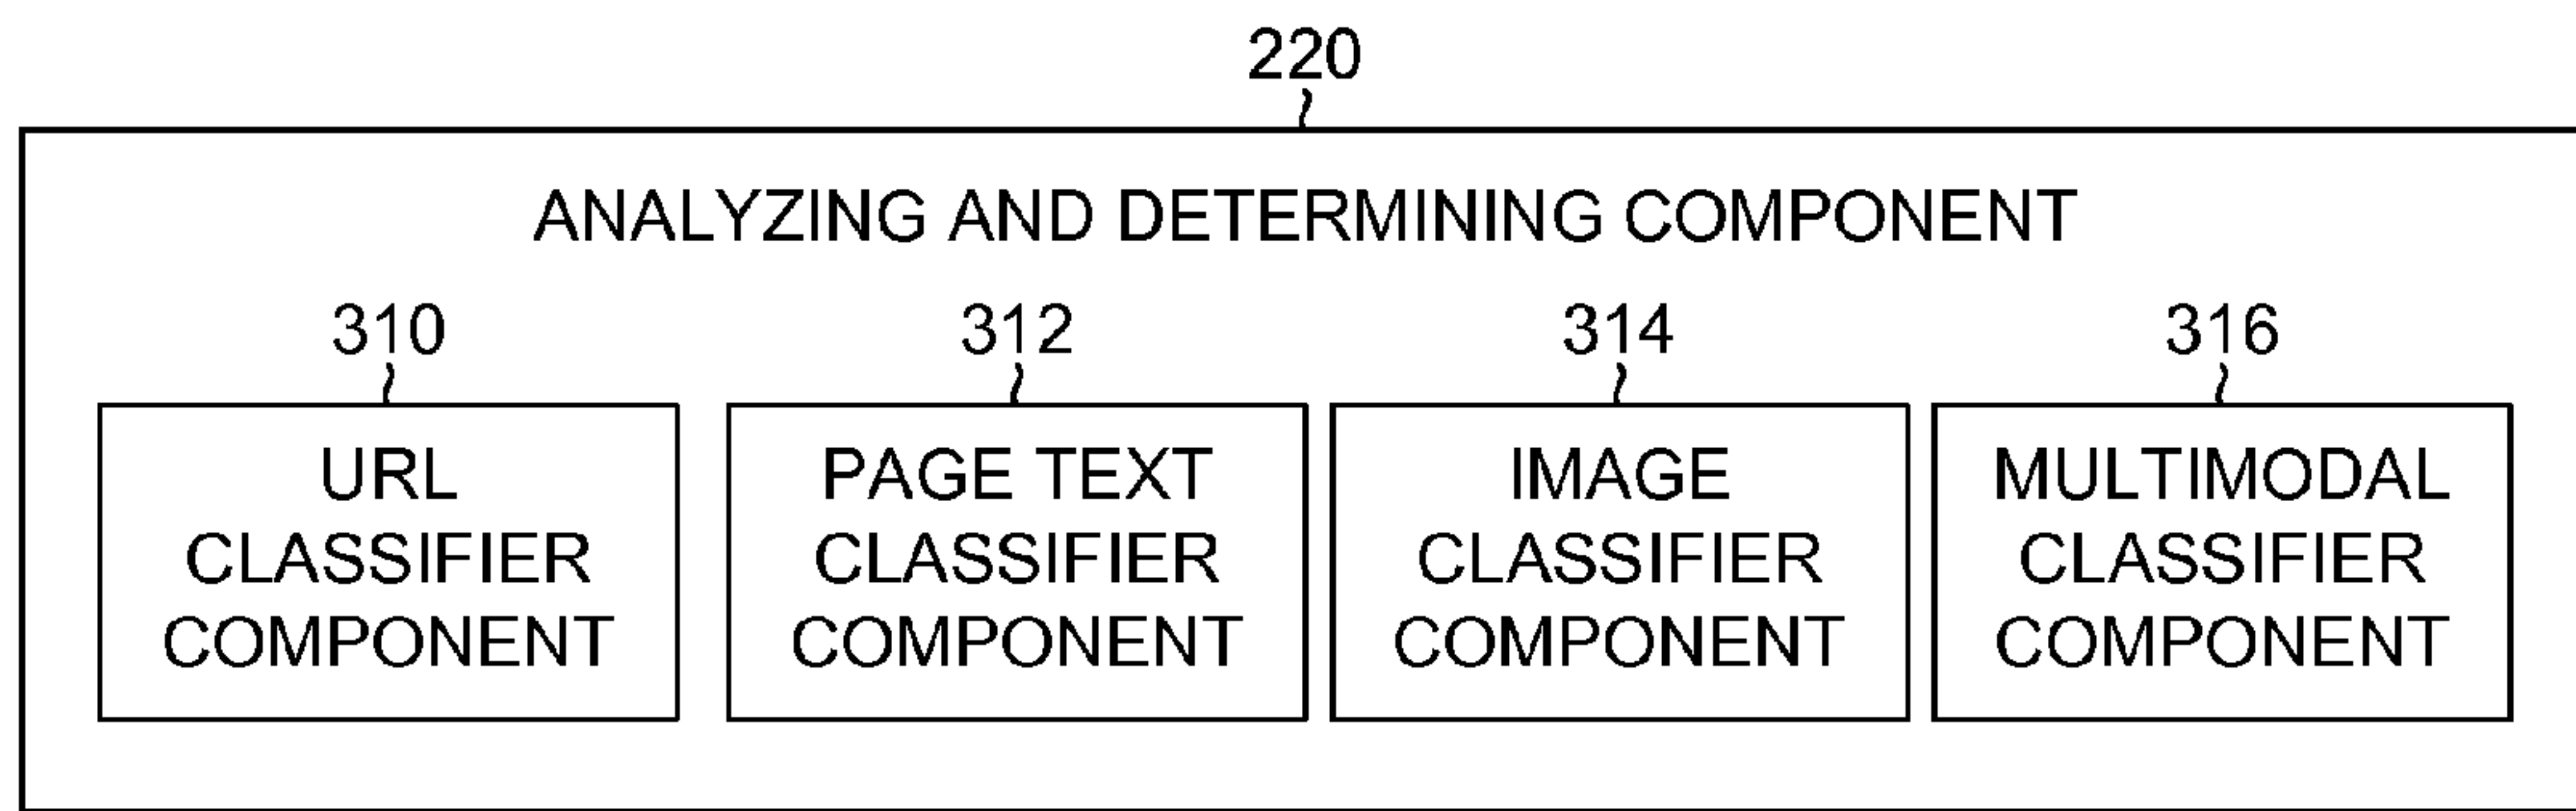 220
ANALYZING AND DETERMINING COMPONENT
310
312
314
316
URL
CLASSIFIER
COMPONENT
PAGE TEXT
CLASSIFIER
COMPONENT
IMAGE
CLASSIFIER
COMPONENT
MULTIMODAL
CLASSIFIER
COMPONENT